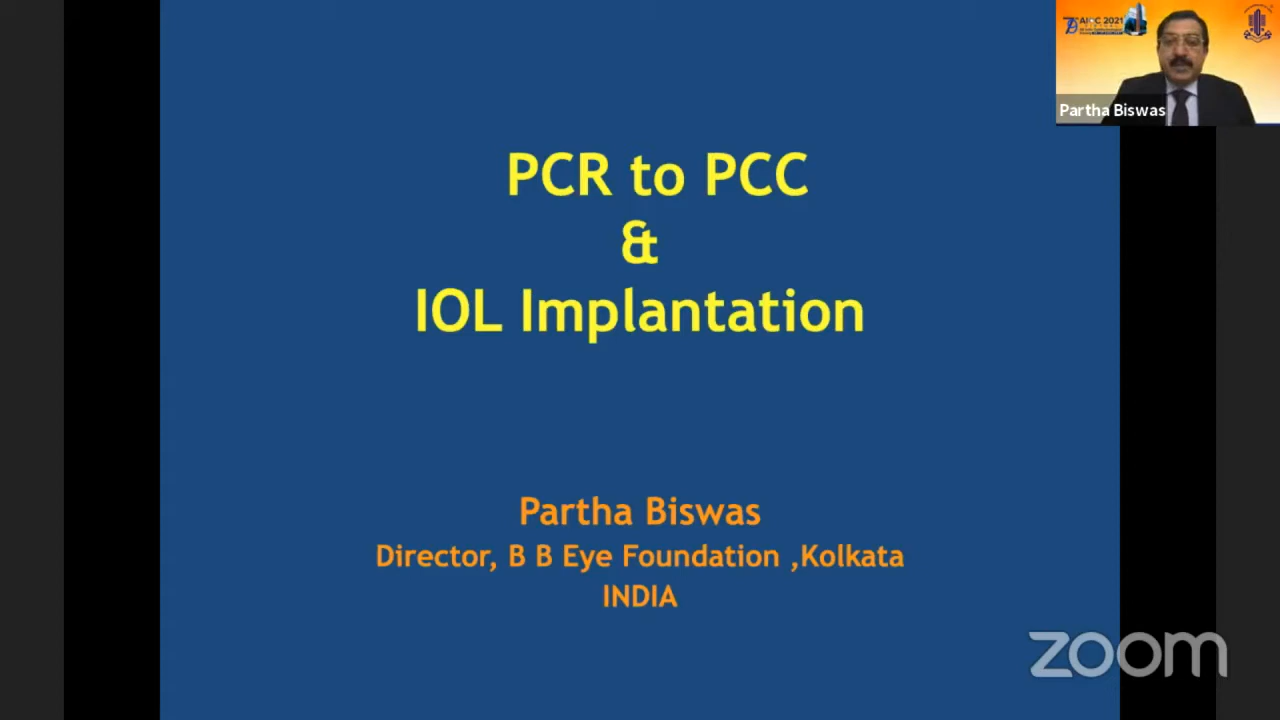 AIOC 2021
Partha Biswas
PCR to PCC
&
IOL Implantation
Partha Biswas
Director, B B Eye Foundation ,Kolkata
INDIA
zoom